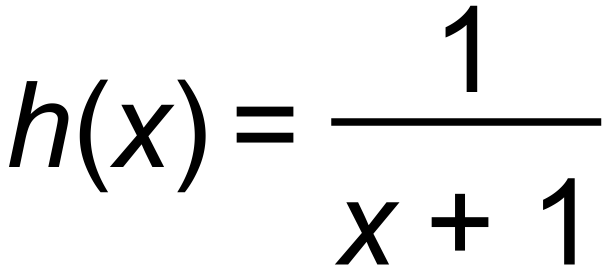 h(x) = 1/(x + 1)